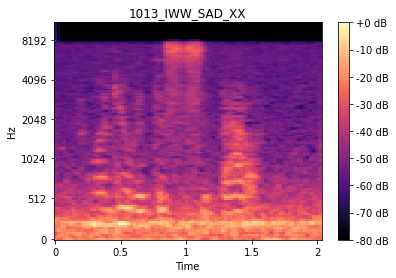 1013_IWW_SAD_XX
8192
4096
2048
1024
512
0
Hz
0
0.5
1
1.5
2
Time
+0 dB
-10 dB
-20 dB
-30 dB
-40 dB
-50 dB
-60 dB
-70 dB
-80 dB